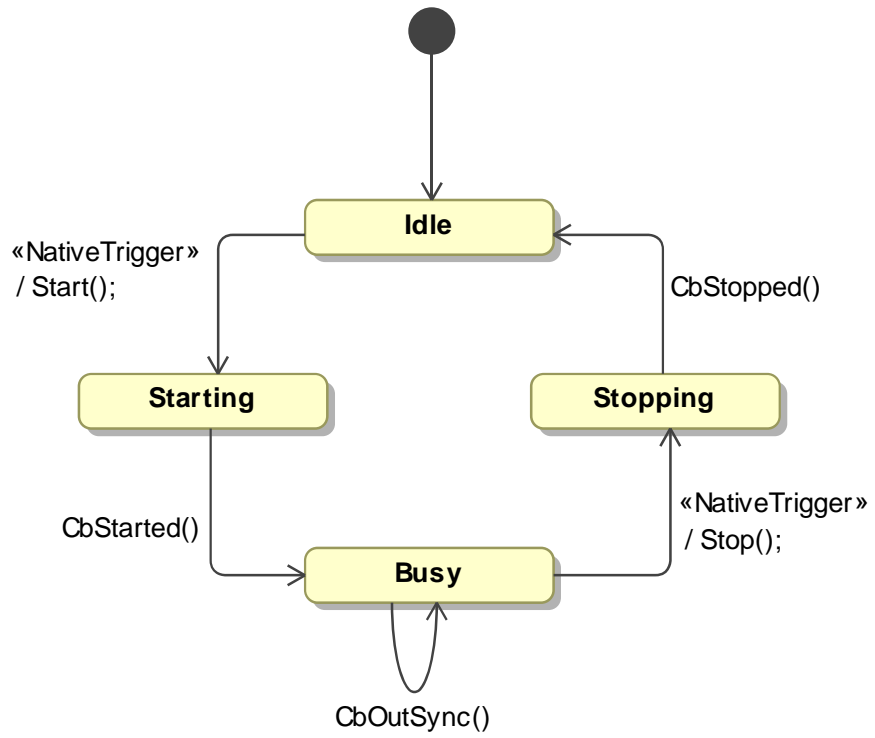 Idle
«NativeTrigger»
/ Start();
CbStopped()
Starting
Stopping
«NativeTrigger»
/ Stop();
CbStarted()
Busy
CbOutSync()